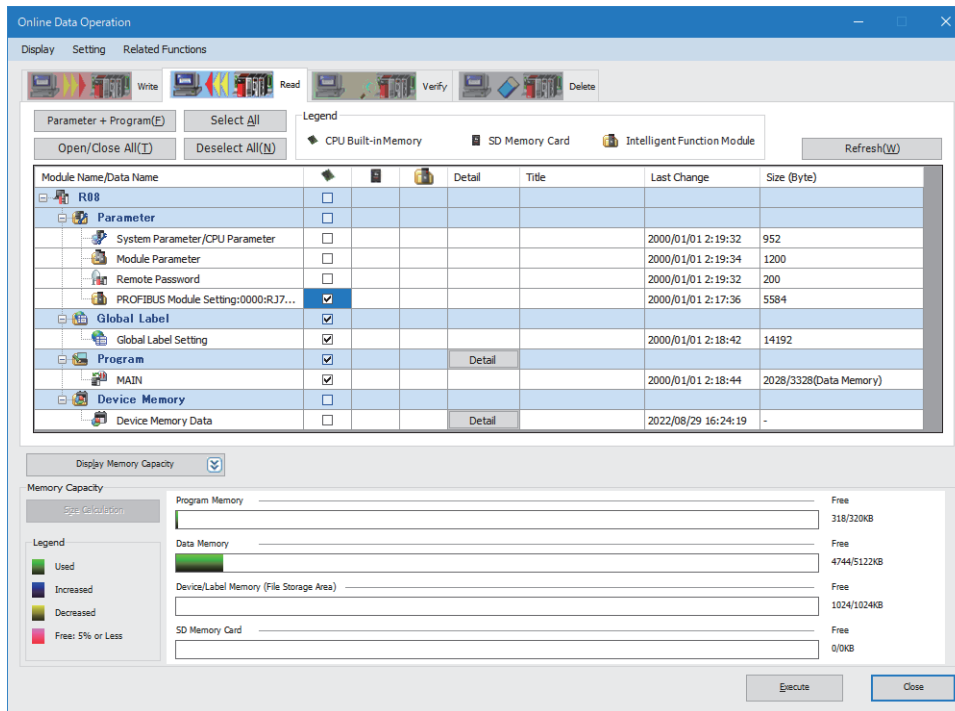 Online Data Operation
Display Setting Related Functions
Write Read Verify Delete
Parameter + Program(F) Select All Legend
CPU Built-in Memory SD Memory Card Intelligent Function Module
Open/Close All(T) Deselect All(N) Refresh(W)
Module Name/Data Name Detail Title Last Change Size (Byte)
R08
Parameter
System Parameter/CPU Parameter 2000/01/01 2:19:32 952
Module Parameter 2000/01/01 2:19:34 1200
Remote Password 2000/01/01 2:19:32 200
PROFIBUS Module Setting:0000:RJ7... 2000/01/01 2:17:36 5584
Global Label
Global Label Setting 2000/01/01 2:18:42 14192
Program Detail
MAIN 2000/01/01 2:18:44 2028/3328(Data Memory)
Device Memory
Device Memory Data Detail 2022/08/29 16:24:19 -
Display Memory Capacity
Memory Capacity
Size Calculation
Program Memory Free
318/320KB
Legend
Used
Increased
Decreased
Free: 5% or Less
Data Memory Free
4744/5122KB
Device/Label Memory (File Storage Area) Free
1024/1024KB
SD Memory Card Free
0/0KB
Execute Close